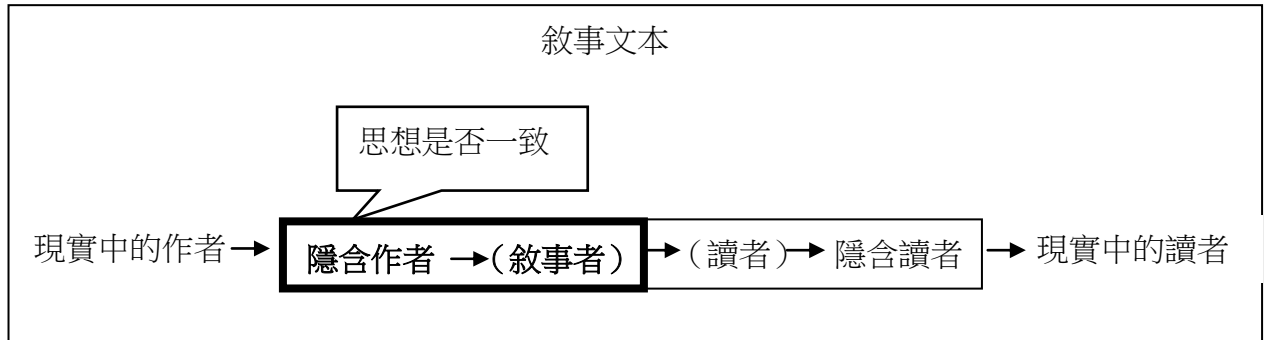 敘事文本
思想是否一致
現實中的作者→隱含作者 →(敘事者)→(讀者)→ 隱含讀者 → 現實中的讀者